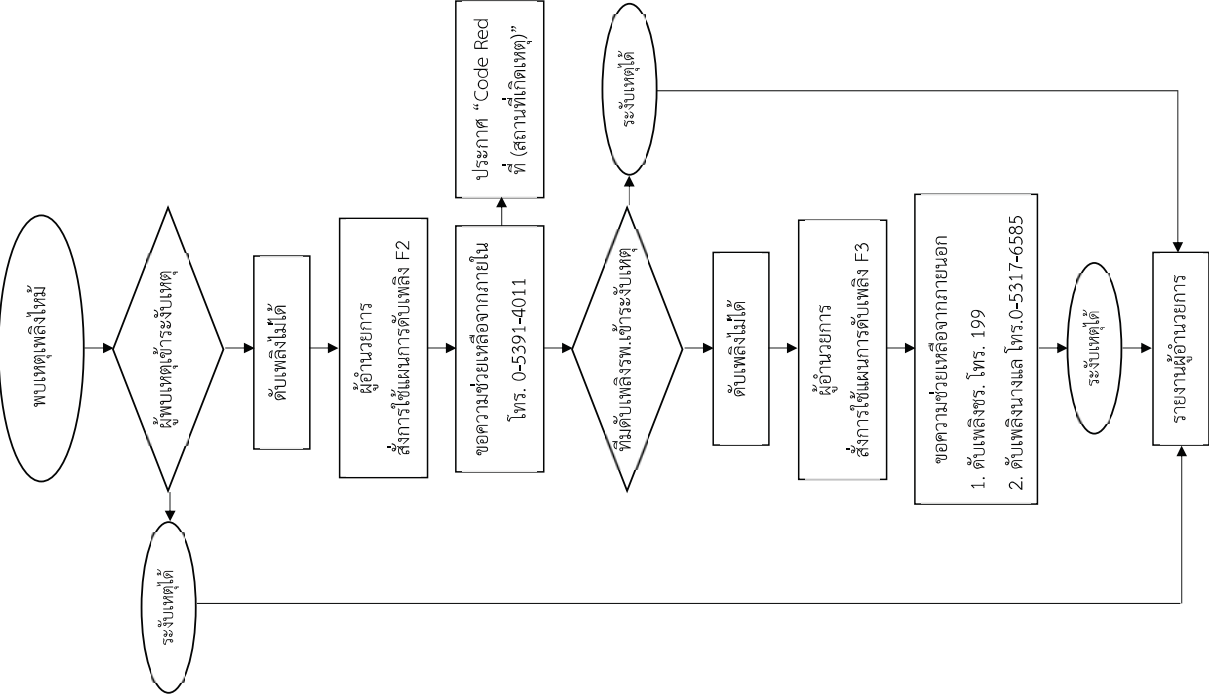 พบเหตุเพลิงไหม้
ผู้พบเหตุเข้าระงับเหตุ
ระงับเหตุได้
ดับเพลิงไม่ได้
ผู้อำนวยการ
สั่งการใช้แผนการดับเพลิง F2
ขอความช่วยเหลือจากภายใน
โทร. 0-5391-4011
ประกาศ “Code Red
ที่ (สถานที่เกิดเหตุ)”
ทีมดับเพลิงรพ.เข้าระงับเหตุ
ระงับเหตุได้
ดับเพลิงไม่ได้
ผู้อำนวยการ
สั่งการใช้แผนการดับเพลิง F3
ขอความช่วยเหลือจากภายนอก
1. ดับเพลิงชร. โทร. 199
2. ดับเพลิงนางแล โทร.0-5317-6585
ระงับเหตุได้
รายงานผู้อำนวยการ